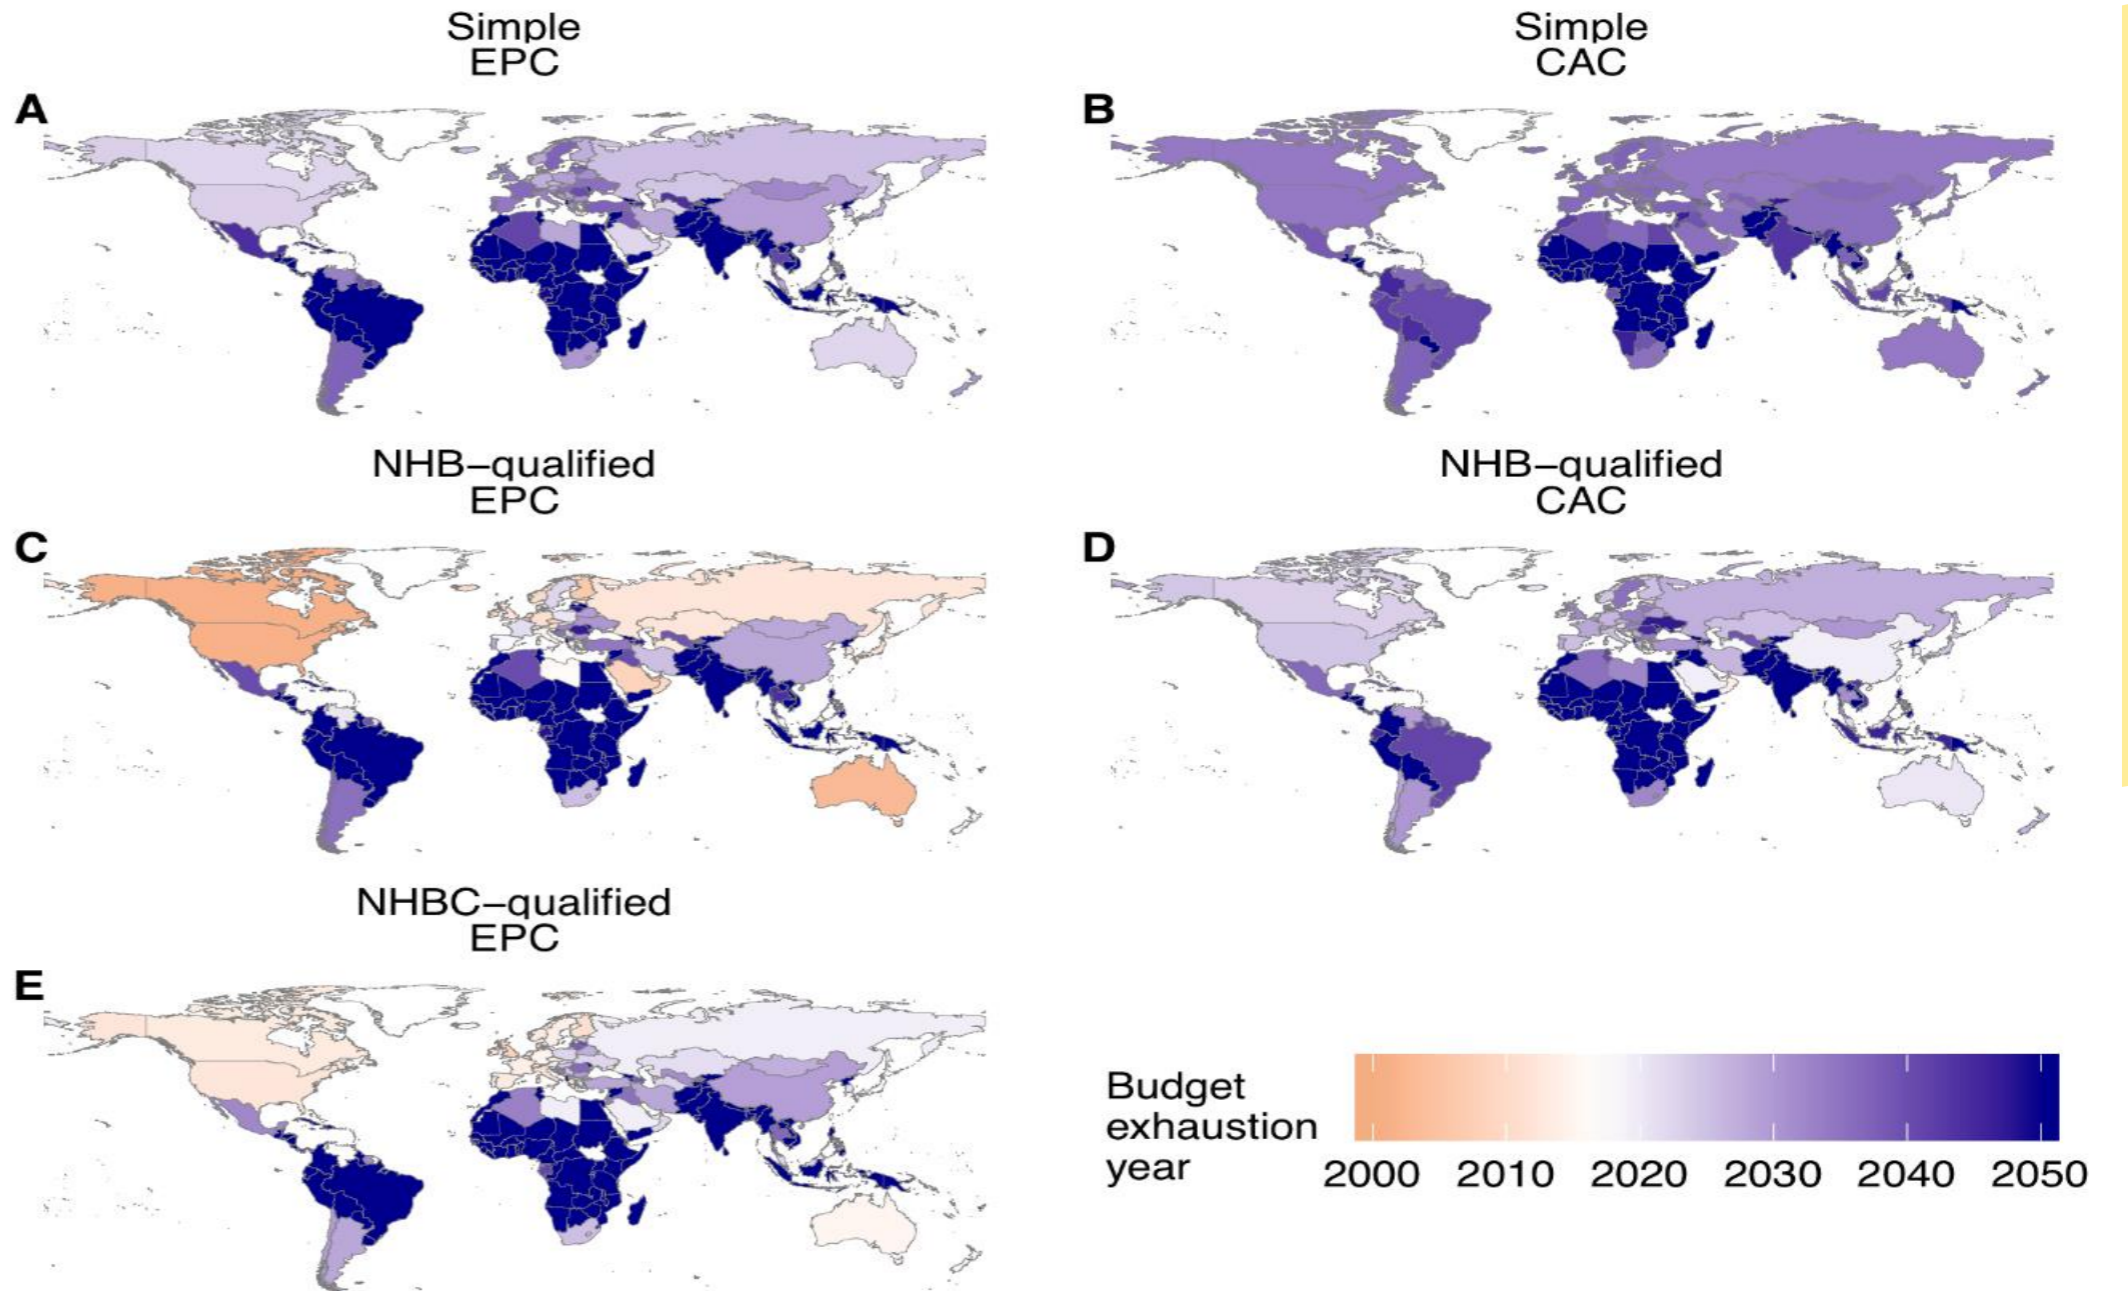 Simple
EPC
Simple
CAC
A
B
NHB−qualified
EPC
NHB−qualified
CAC
C
D
NHBC−qualified
EPC
E
Budget
exhaustion
year
2000 2010 2020 2030 2040 2050